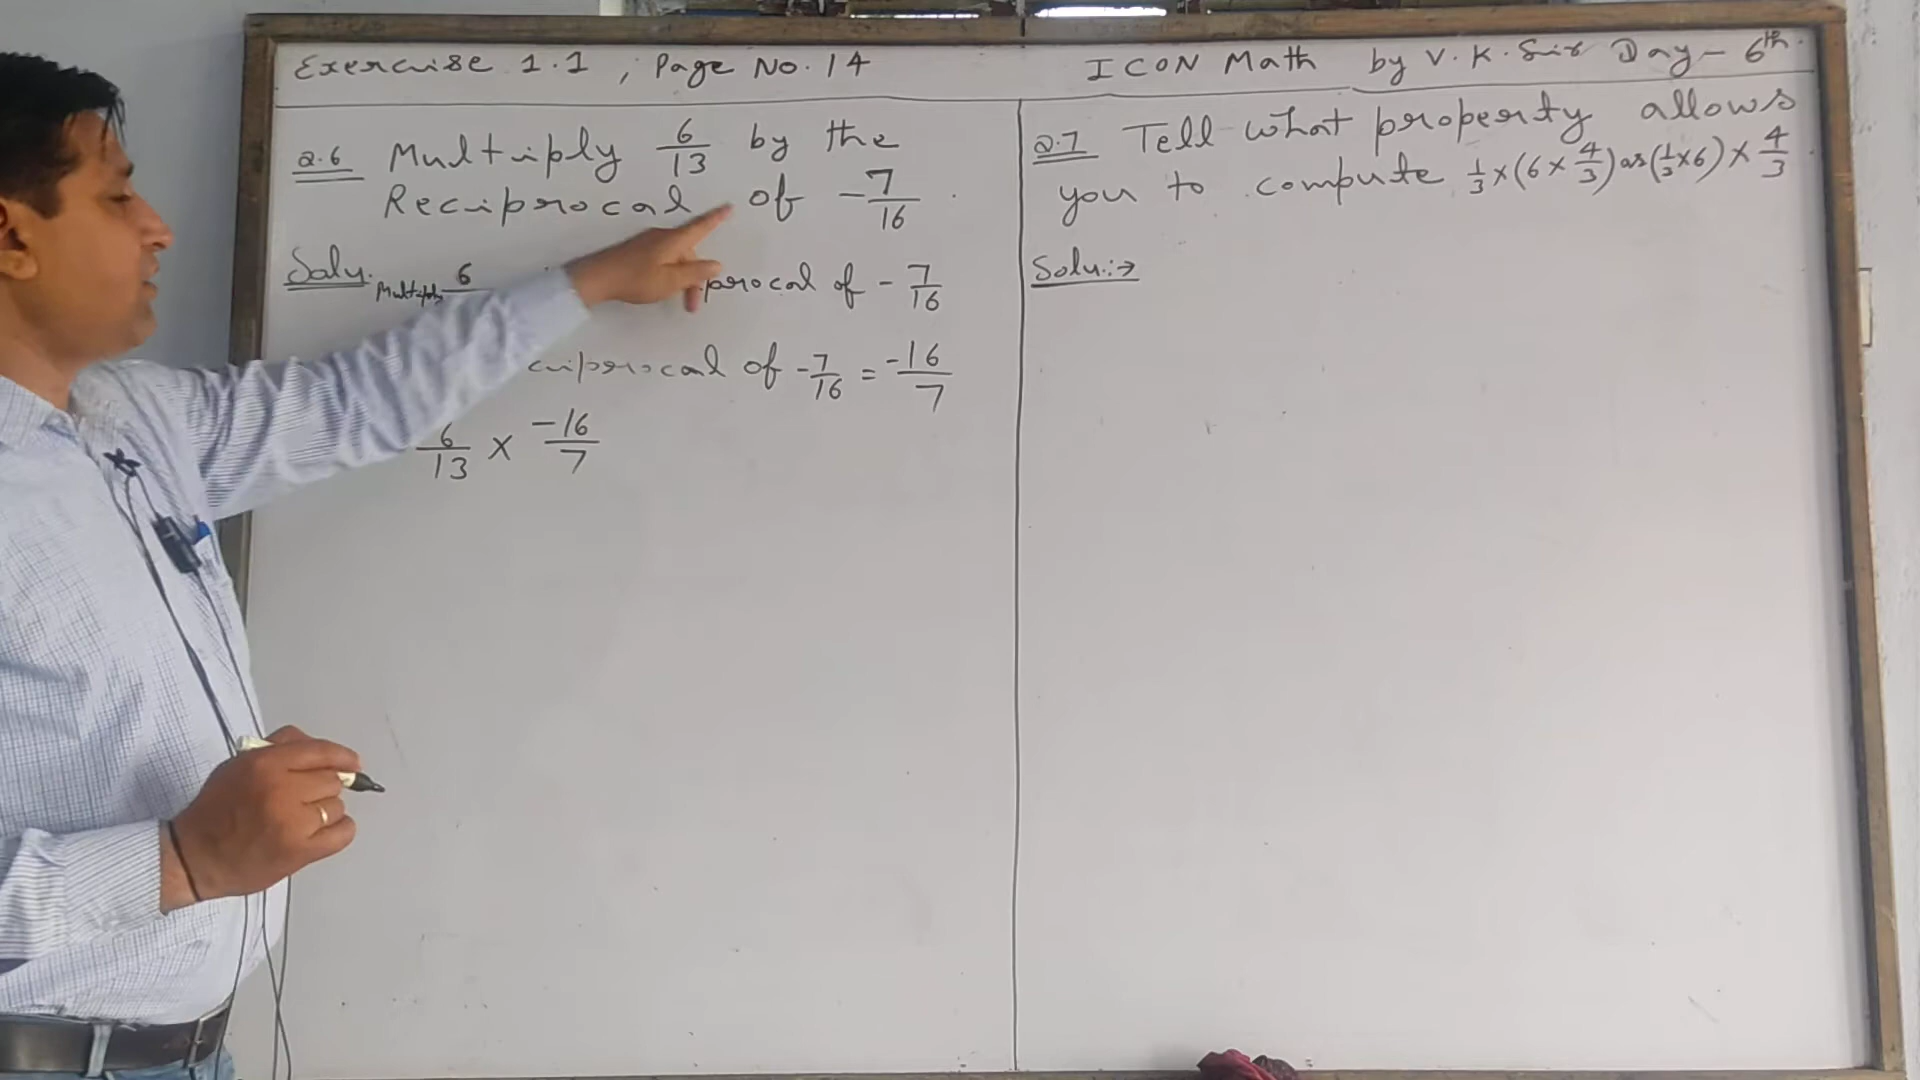 Exercise 1.1, Page No. 14
Q.6 Multiply 6/13 by the
Reciprocal of -7/16.
Solu.
Multiply 6 procal of -7/16
ciprocal of -7/16 = -16/7
6/13 × -16/7
ICON Math by V.K. Sir Day - 6th.
Q.7 Tell what property allows
you to compute 1/3 × (6 × 4/3) as (1/3 × 6) × 4/3
Solu.:→